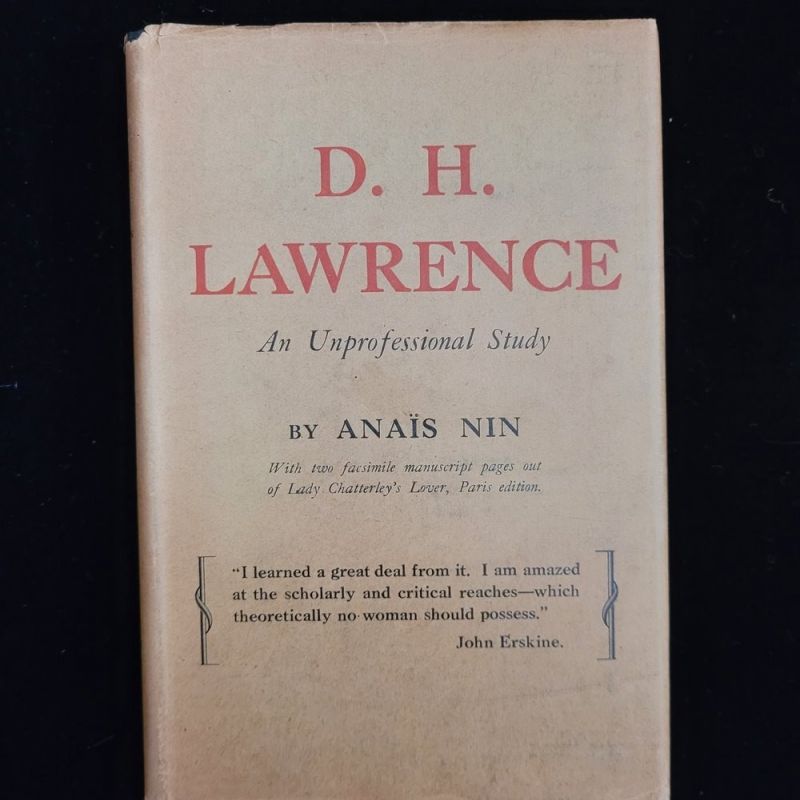 D. H.
LAWRENCE
An Unprofessional Study
BY ANAÏS NIN
With two facsimile manuscript pages out
of Lady Chatterley's Lover, Paris edition.
"I learned a great deal from it. I am amazed
at the scholarly and critical reaches—which
theoretically no woman should possess."
John Erskine.